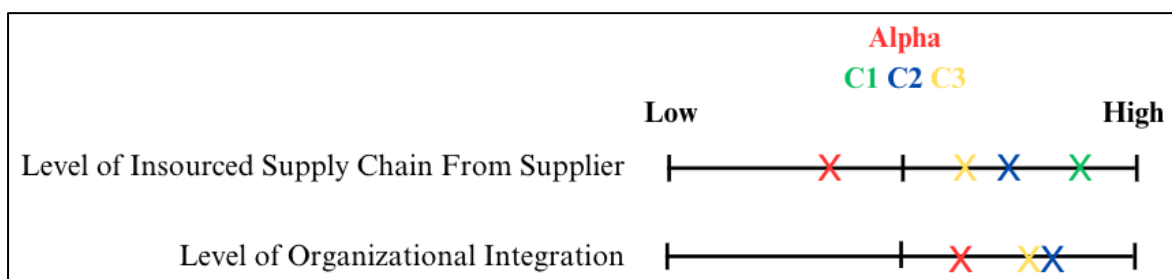 Alpha
C1 C2 C3
Low High
Level of Insourced Supply Chain From Supplier
Level of Organizational Integration